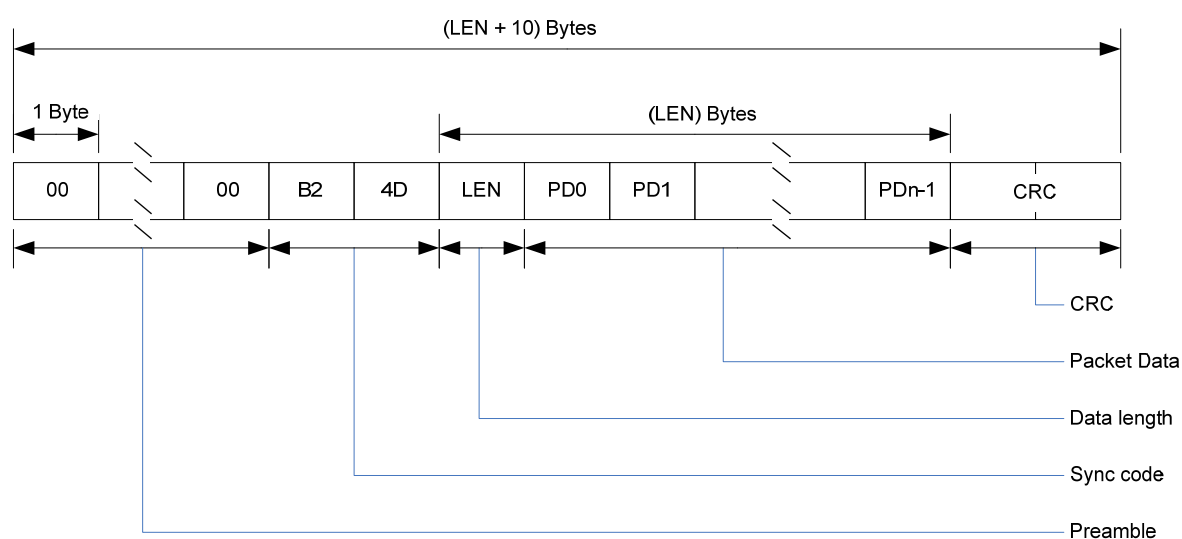 (LEN + 10) Bytes
1 Byte
(LEN) Bytes
00
00
B2
4D
LEN
PD0
PD1
PDn-1
CRC
CRC
Packet Data
Data length
Sync code
Preamble